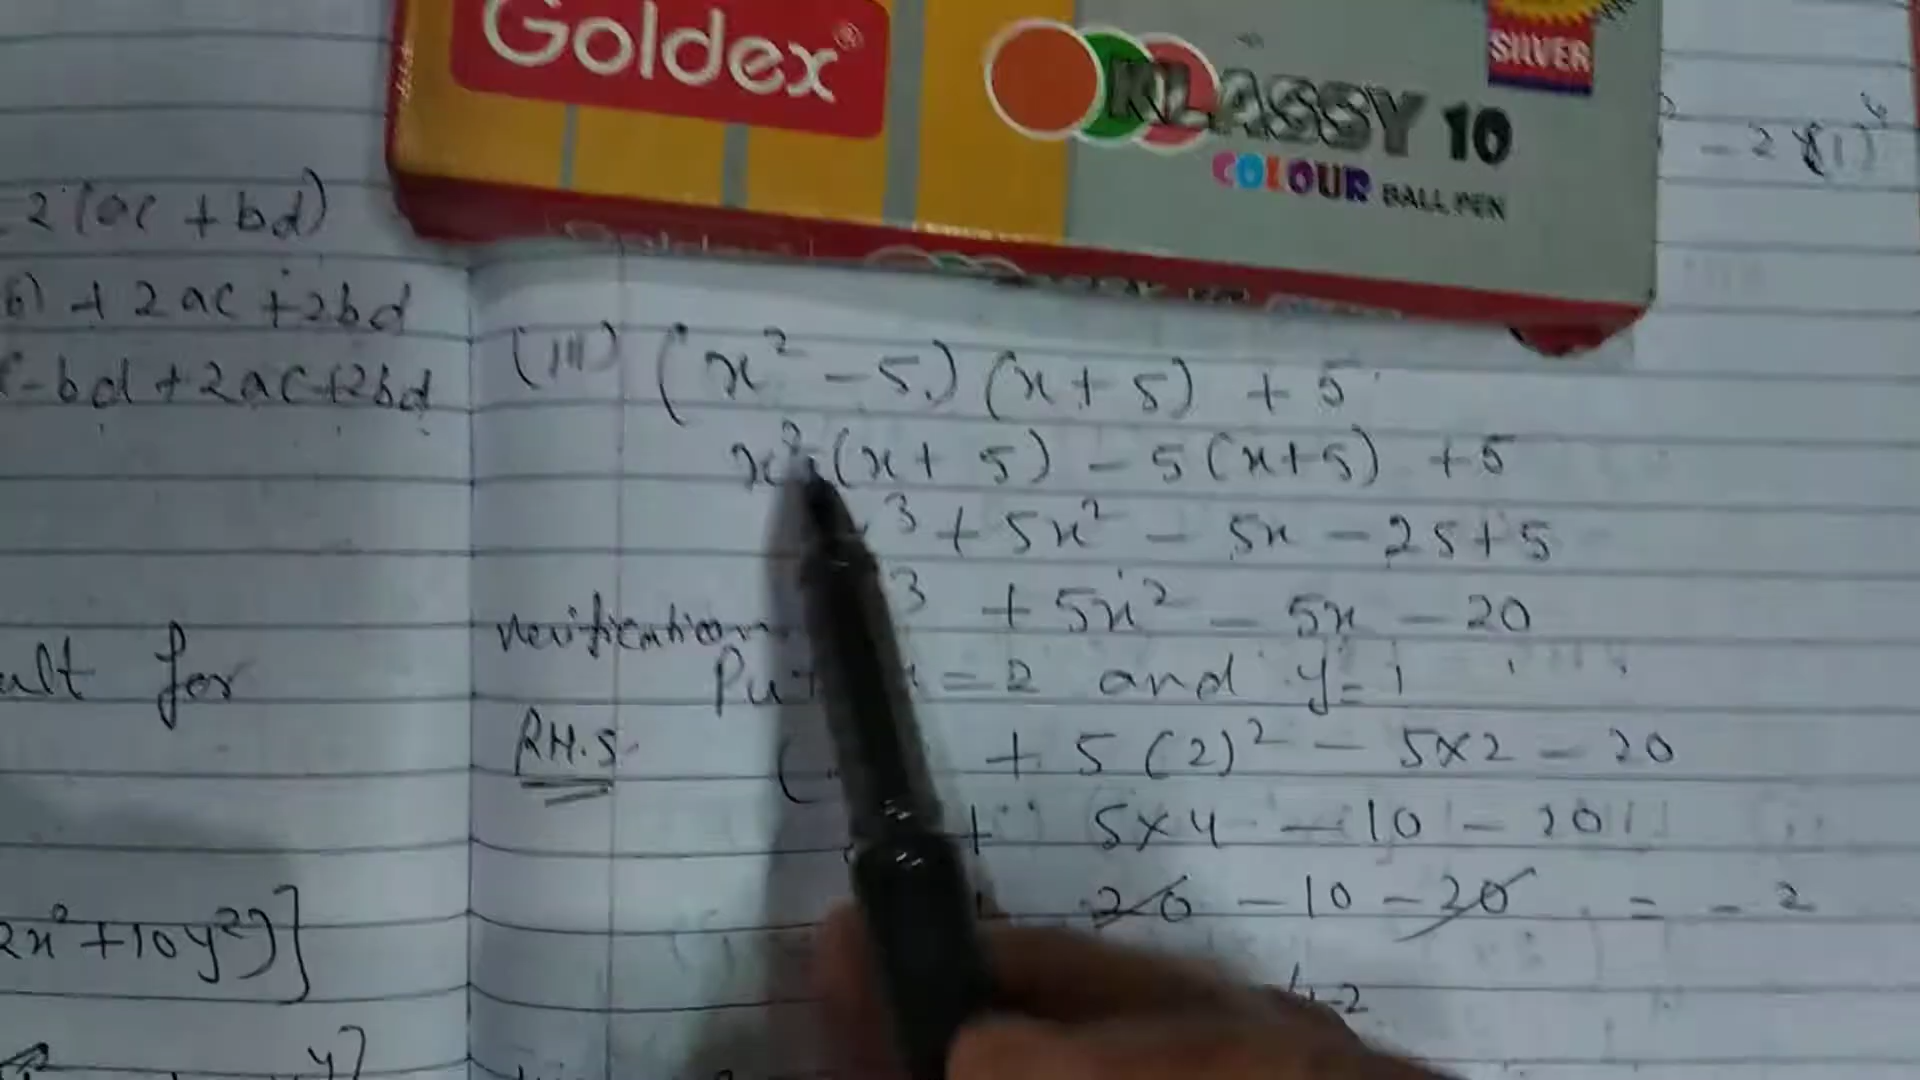 Goldex®
KLASSY 10
COLOUR BALL PEN
SILVER
- 2
2(ac + bd)
+ 2ac + 2bd
- bd + 2ac + 2bd
for
2x² + 10y²)]
y]
(III) (x² - 5) (x + 5) + 5
x²(x + 5) - 5(x+5) + 5
³ + 5x² - 5x - 25 + 5
³ + 5x² - 5x - 20
verification
Put = 2 and y = 1
R.H.S
( + 5(2)² - 5×2 - 20
+ 5×4 - 10 - 20
20 - 10 - 20 = - 2